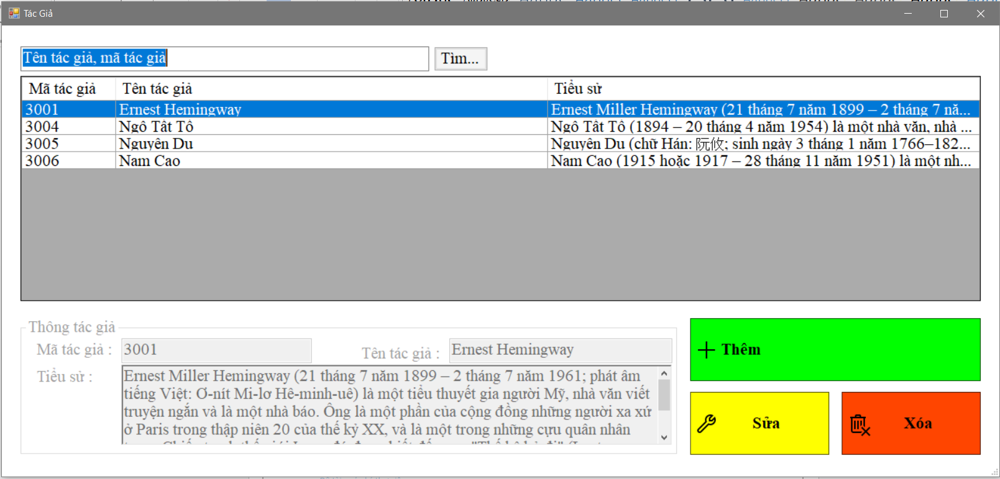 Tác Giả
Tên tác giả, mã tác giả
Tìm...
Mã tác giả Tên tác giả Tiểu sử
3001 Ernest Hemingway Ernest Miller Hemingway (21 tháng 7 năm 1899 – 2 tháng 7 nă...
3004 Ngô Tất Tố Ngô Tất Tố (1894 – 20 tháng 4 năm 1954) là một nhà văn, nhà ...
3005 Nguyễn Du Nguyễn Du (chữ Hán: 阮攸; sinh ngày 3 tháng 1 năm 1766–182...
3006 Nam Cao Nam Cao (1915 hoặc 1917 – 28 tháng 11 năm 1951) là một nh...
Thông tác giả
Mã tác giả : 3001
Tên tác giả : Ernest Hemingway
Tiểu sử :
Ernest Miller Hemingway (21 tháng 7 năm 1899 – 2 tháng 7 năm 1961; phát âm
tiếng Việt: Ơ-nít Mi-lơ Hê-minh-uê) là một tiểu thuyết gia người Mỹ, nhà văn viết
truyện ngắn và là một nhà báo. Ông là một phần của cộng đồng những người xa xứ
ở Paris trong thập niên 20 của thế kỷ XX, và là một trong những cựu quân nhân
Thêm
Sửa
Xóa